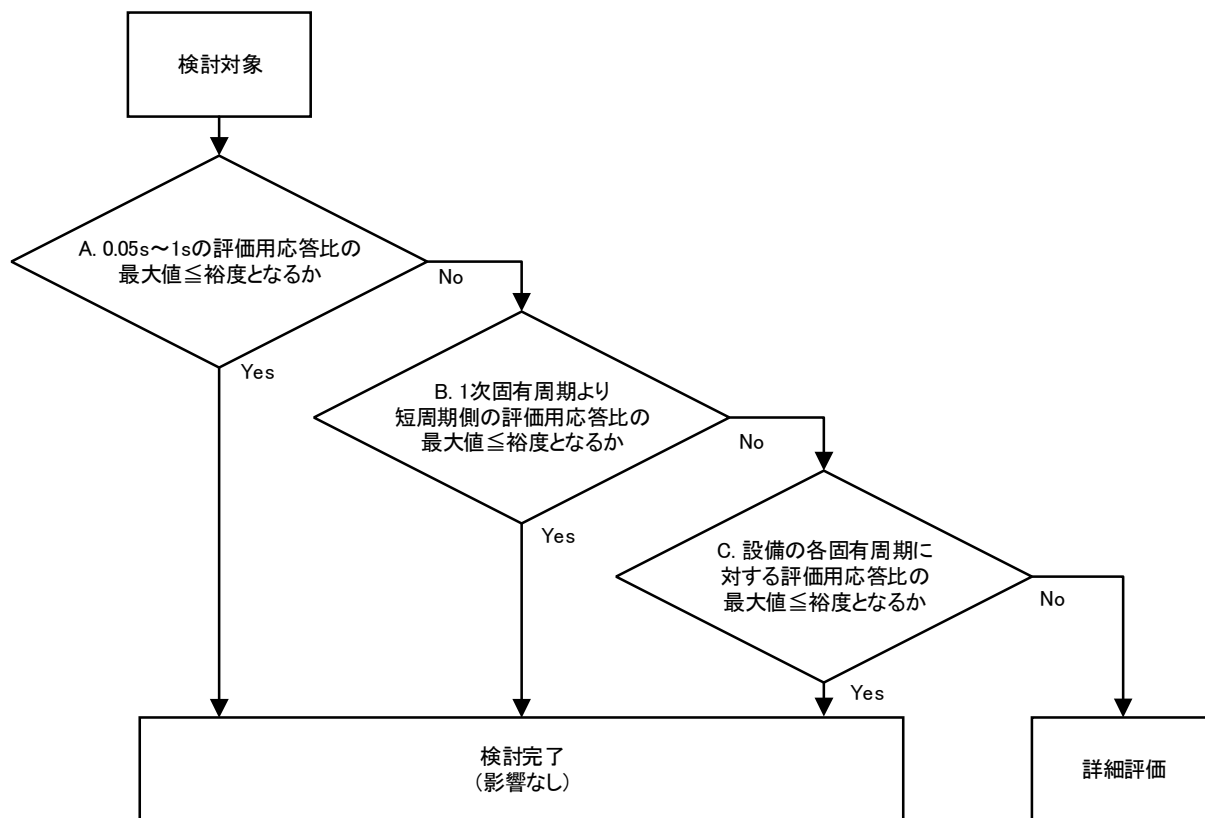 検討対象
A. 0.05s～1sの評価用応答比の
最大値≦裕度となるか
No
Yes
B. 1次固有周期より
短周期側の評価用応答比の
最大値≦裕度となるか
No
Yes
C. 設備の各固有周期に
対する評価用応答比の
最大値≦裕度となるか
No
Yes
検討完了
（影響なし）
詳細評価